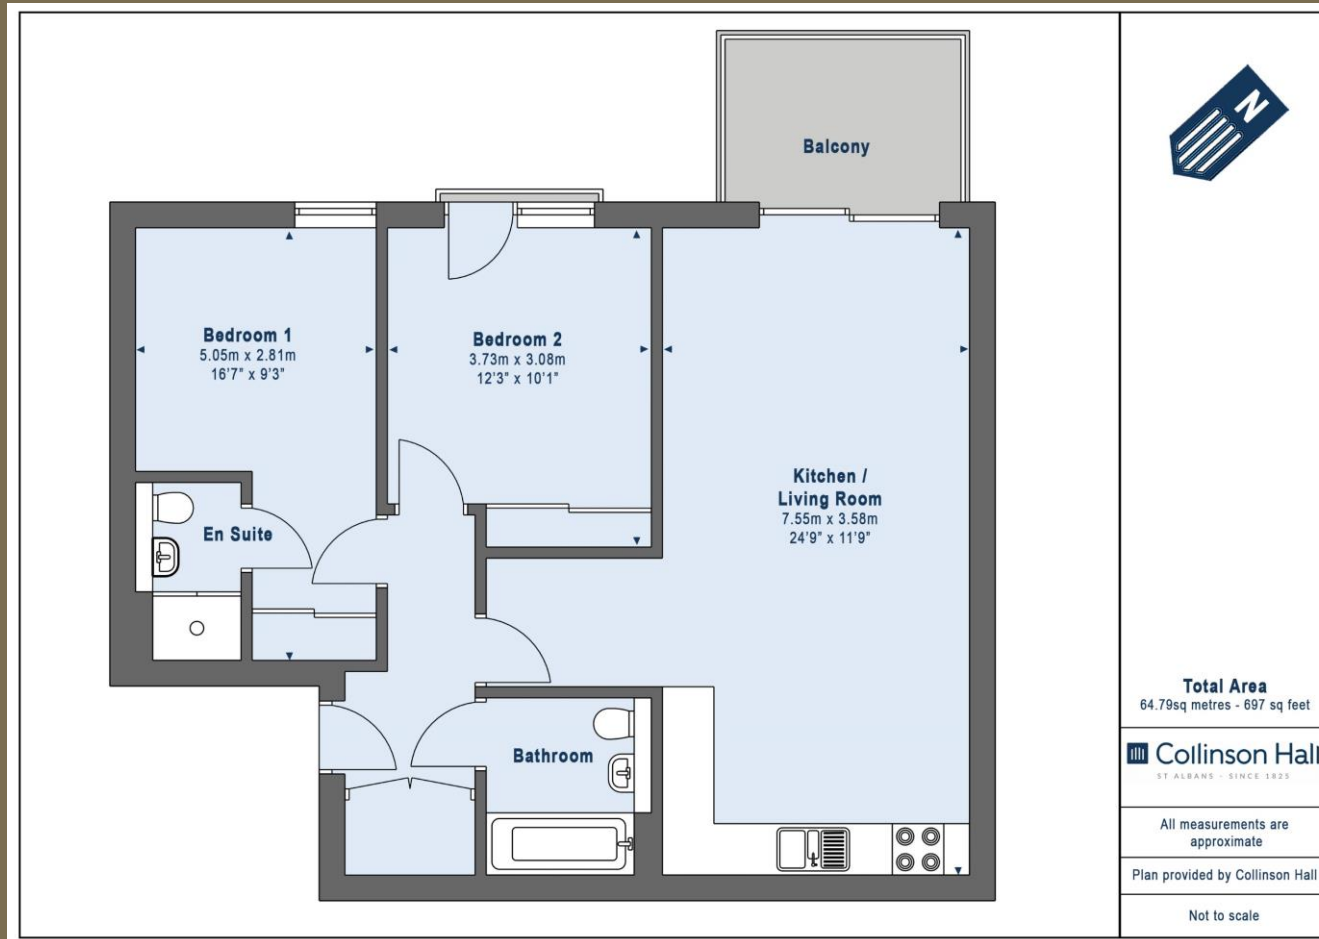 Balcony
Bedroom 1
5.05m x 2.81m
16'7" x 9'3"
Bedroom 2
3.73m x 3.08m
12'3" x 10'1"
Kitchen /
Living Room
7.55m x 3.58m
24'9" x 11'9"
En Suite
Bathroom
N
Total Area
64.79sq metres - 697 sq feet
Collinson Hall
ST ALBANS - SINCE 1825
All measurements are
approximate
Plan provided by Collinson Hall
Not to scale